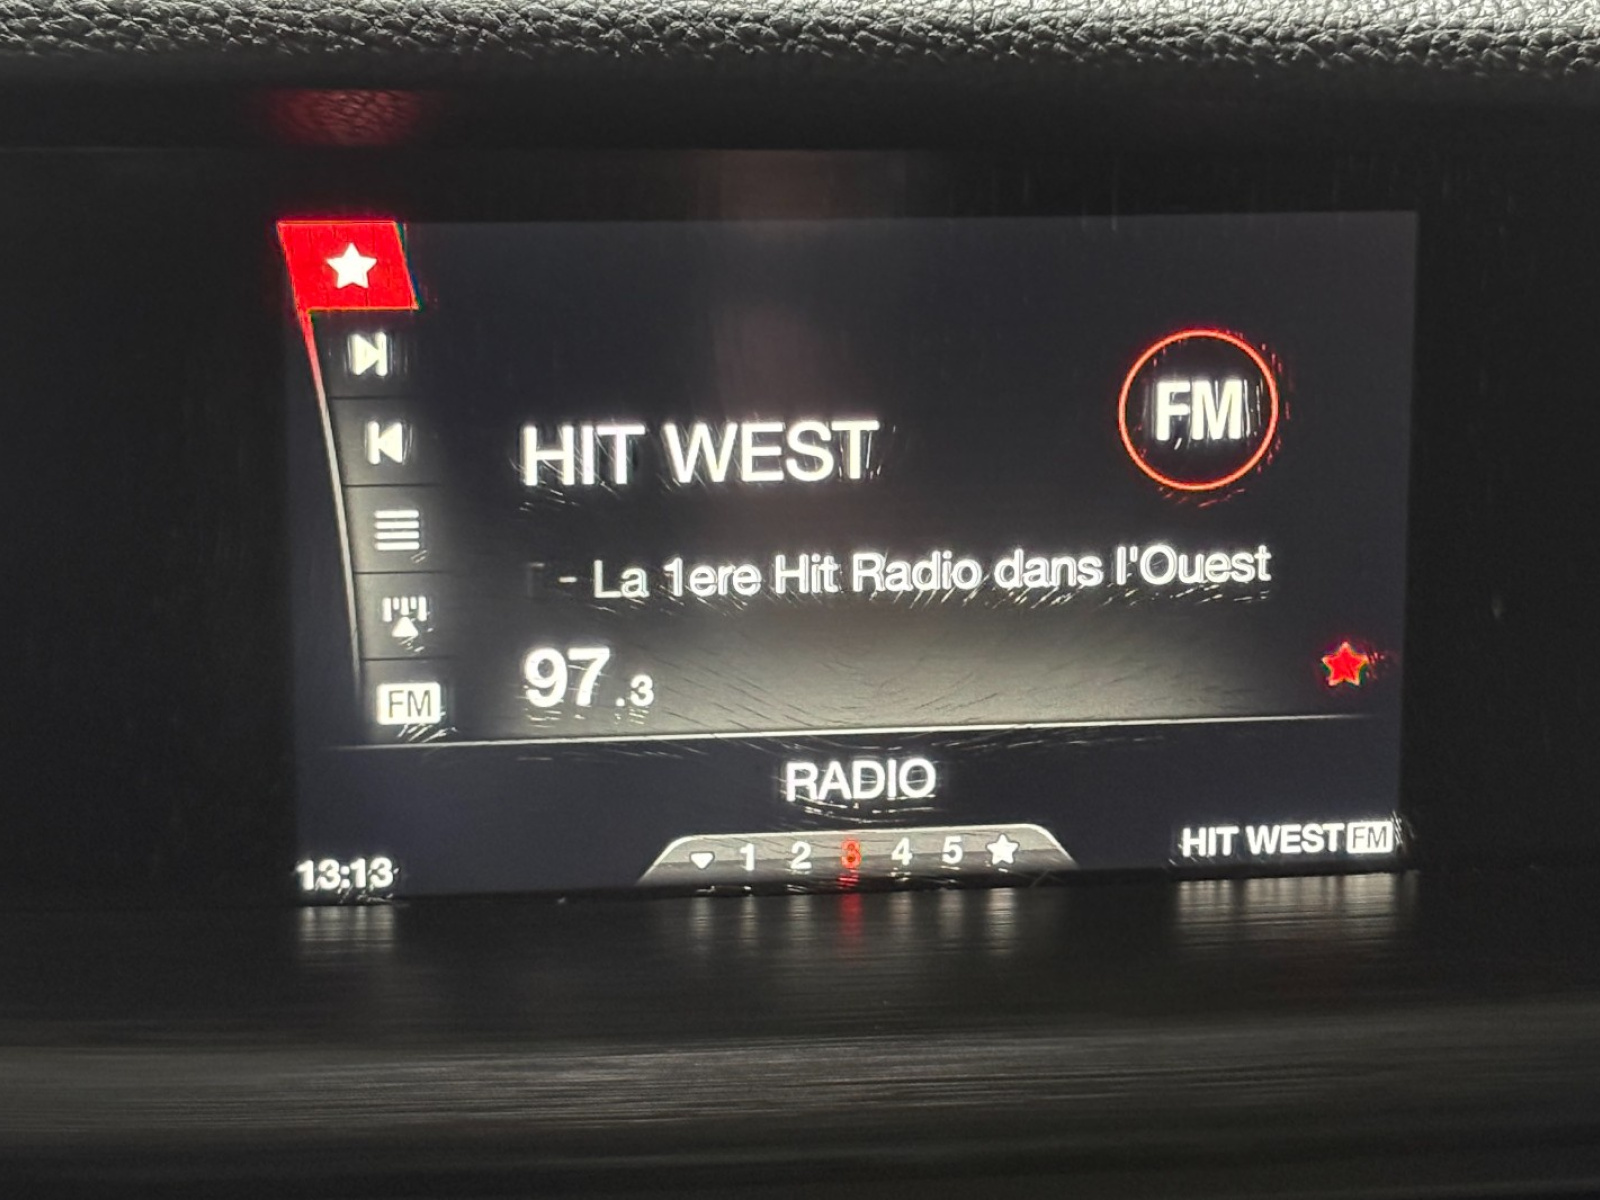 HIT WEST
FM
- La 1ere Hit Radio dans l'Ouest
97.3
FM
RADIO
13:13
1 2 3 4 5
HIT WEST FM